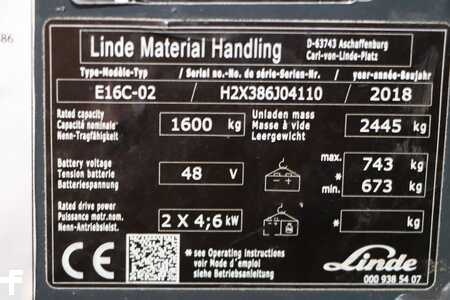 86
Linde Material Handling
D-63743 Aschaffenburg
Carl-von-Linde-Platz
Type-Modèle-Typ / Serial no.-No. de série-Serien-Nr. / year-année-Baujahr
E16C-02 / H2X386J04110 / 2018
Rated capacity
Capacité nominale
Nenn-Tragfähigkeit
1600 kg
Unladen mass
Masse à vide
Leergewicht
2445 kg
Battery voltage
Tension batterie
Batteriespannung
48 V
max.
*
min.
743 kg
673 kg
Rated drive power
Puissance motr.nom.
Nenn-Antriebsleist.
2 X 4,6 kW
* kg
CE
* see Operating instructions
voir Mode d'emploi
siehe Betriebsanleitung
Linde
000 938 54 07